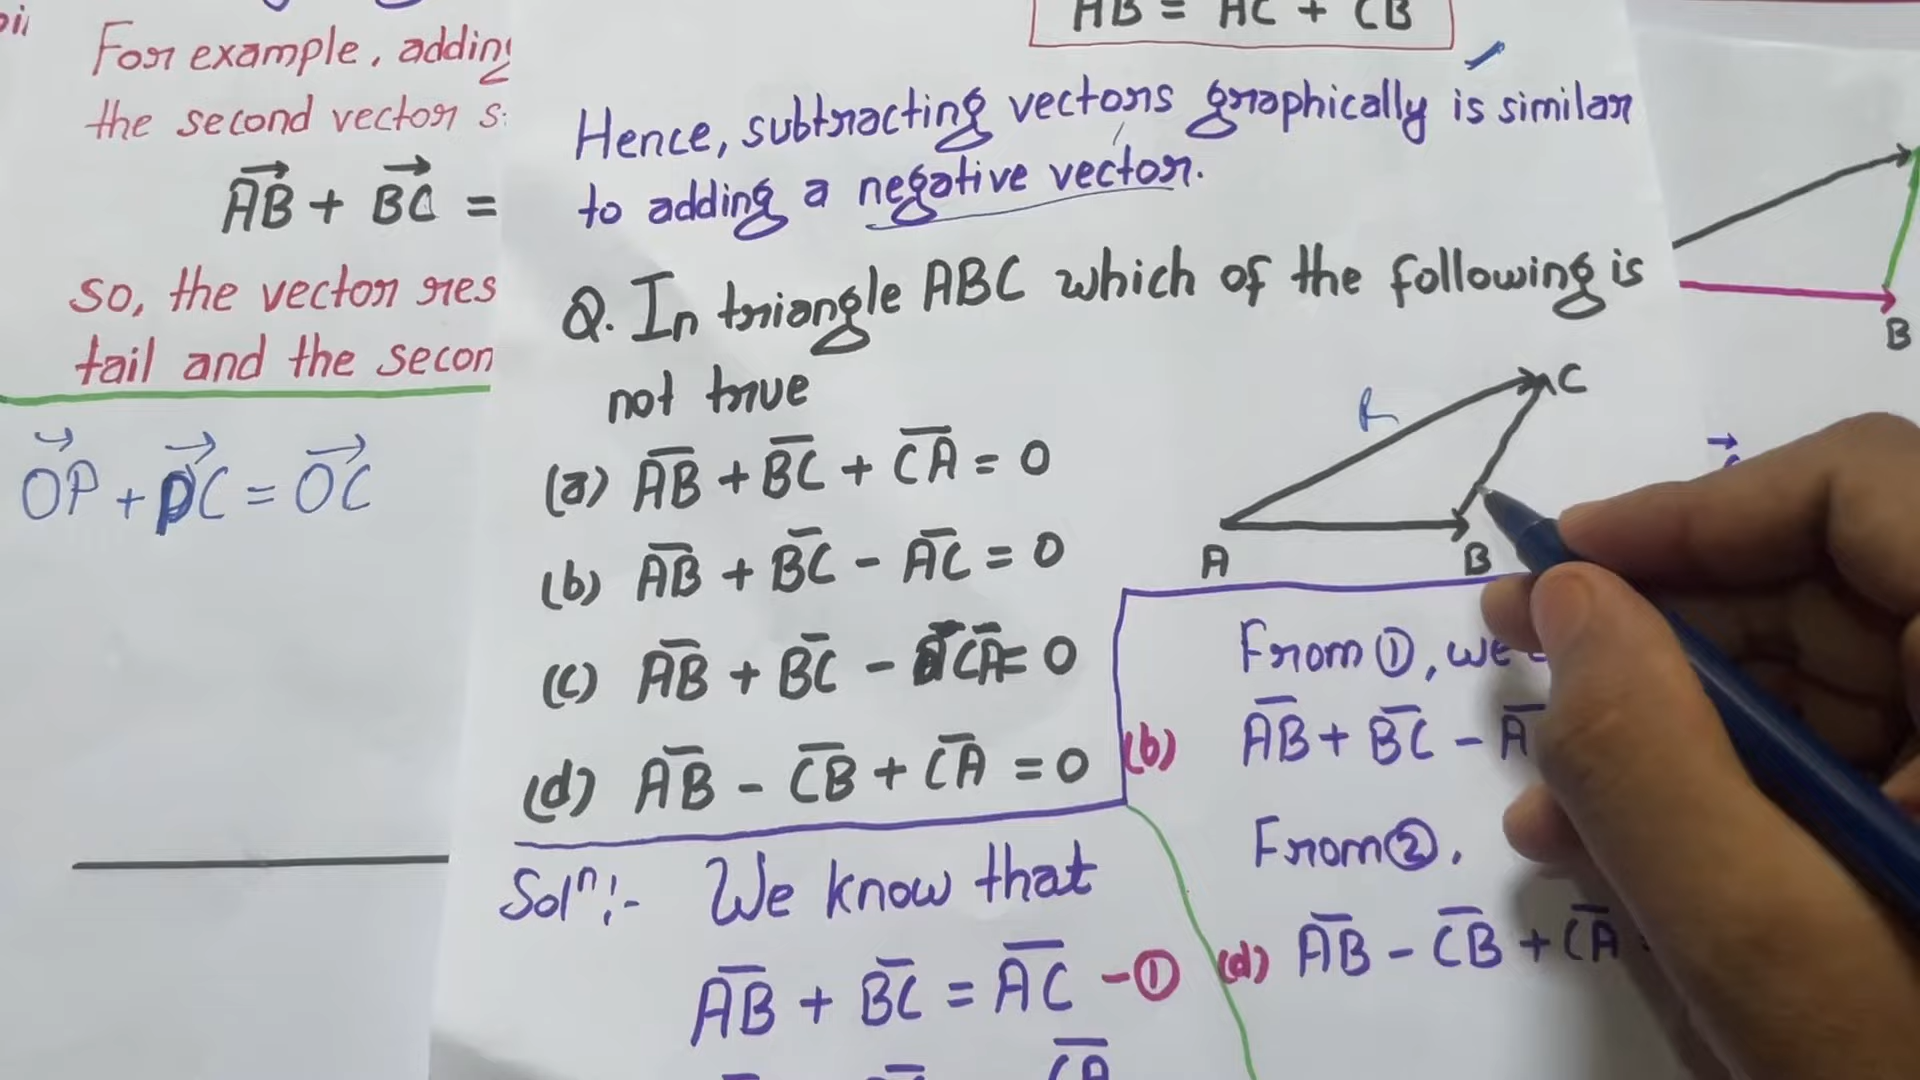 For example, adding
the second vector s
AB + BC =
so, the vector res
tail and the secon
OP + PC = OC
AB = AC + CB
Hence, subtracting vectors graphically is similar
to adding a negative vector.
Q. In triangle ABC which of the following is
not true
(a) AB + BC + CA = 0
(b) AB + BC - AC = 0
(c) AB + BC - CA = 0
(d) AB - CB + CA = 0
Solⁿ:- We know that
AB + BC = AC - ①
CA
R
C
A
B
From ①, we
(b) AB + BC - A
From ②.
(d) AB - CB + CA
B